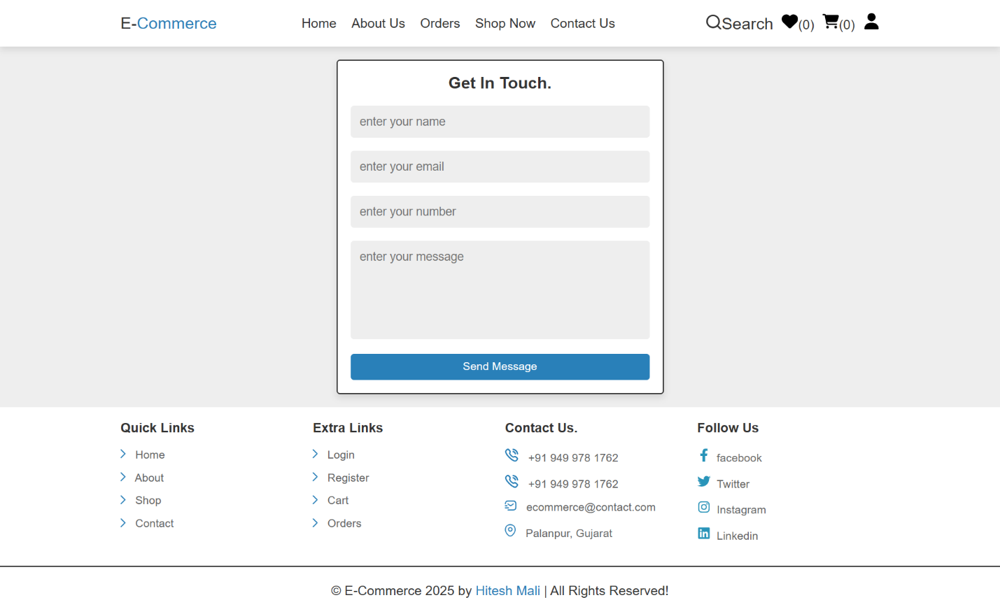 E-Commerce
Home About Us Orders Shop Now Contact Us
Search (0) (0)
Get In Touch.
enter your name
enter your email
enter your number
enter your message
Send Message
Quick Links
Home
About
Shop
Contact
Extra Links
Login
Register
Cart
Orders
Contact Us.
+91 949 978 1762
+91 949 978 1762
ecommerce@contact.com
Palanpur, Gujarat
Follow Us
facebook
Twitter
Instagram
Linkedin
© E-Commerce 2025 by Hitesh Mali | All Rights Reserved!